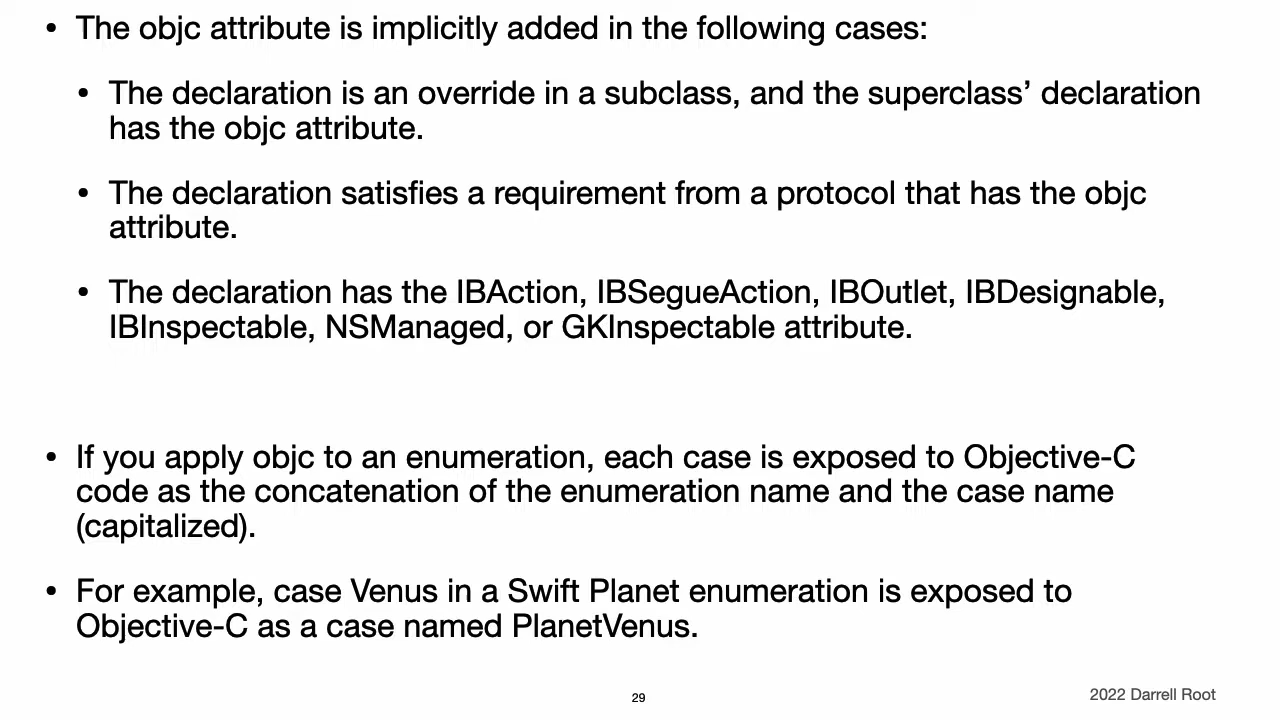 • The objc attribute is implicitly added in the following cases:
• The declaration is an override in a subclass, and the superclass’ declaration
has the objc attribute.
• The declaration satisfies a requirement from a protocol that has the objc
attribute.
• The declaration has the IBAction, IBSegueAction, IBOutlet, IBDesignable,
IBInspectable, NSManaged, or GKInspectable attribute.
• If you apply objc to an enumeration, each case is exposed to Objective-C
code as the concatenation of the enumeration name and the case name
(capitalized).
• For example, case Venus in a Swift Planet enumeration is exposed to
Objective-C as a case named PlanetVenus.
29
2022 Darrell Root